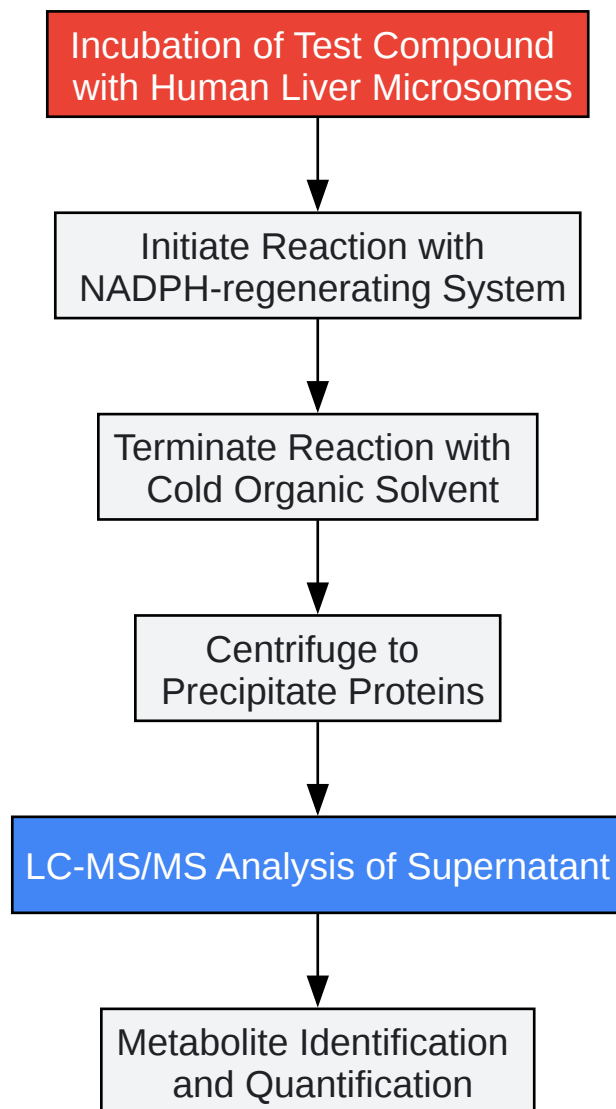 Incubation of Test Compound
with Human Liver Microsomes
Initiate Reaction with
NADPH-regenerating System
Terminate Reaction with
Cold Organic Solvent
Centrifuge to
Precipitate Proteins
LC-MS/MS Analysis of Supernatant
Metabolite Identification
and Quantification